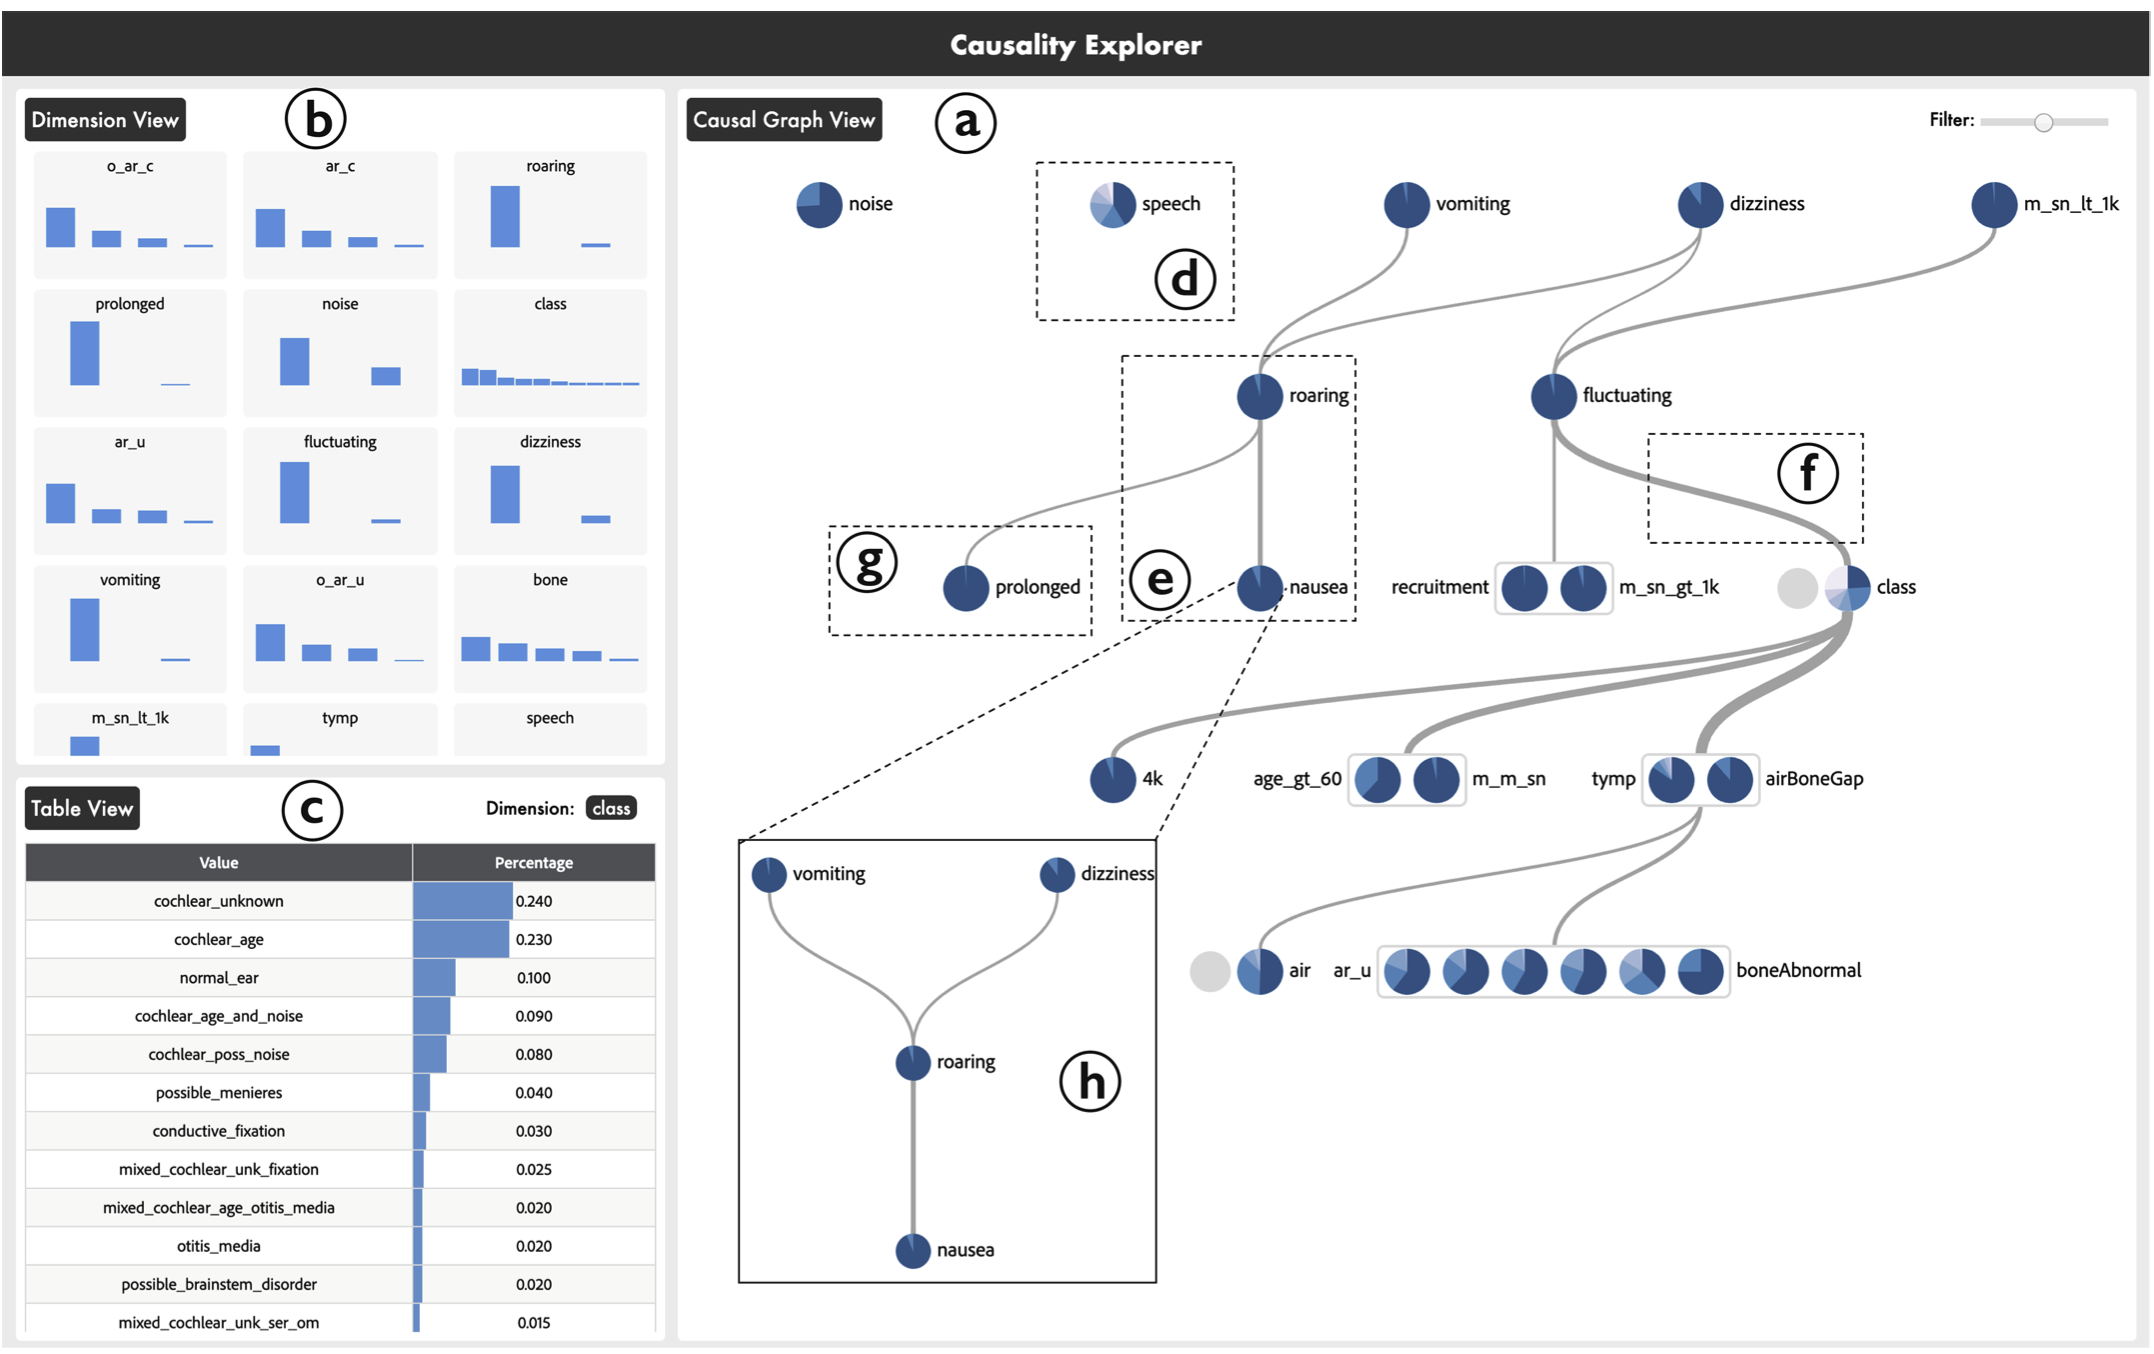 Causality Explorer
Dimension View
b
o_ar_c
ar_c
roaring
prolonged
noise
class
ar_u
fluctuating
dizziness
vomiting
o_ar_u
bone
m_sn_lt_1k
tymp
speech
Table View
c
Dimension: class
Value Percentage
cochlear_unknown 0.240
cochlear_age 0.230
normal_ear 0.100
cochlear_age_and_noise 0.090
cochlear_poss_noise 0.080
possible_menieres 0.040
conductive_fixation 0.030
mixed_cochlear_unk_fixation 0.025
mixed_cochlear_age_otitis_media 0.020
otitis_media 0.020
possible_brainstem_disorder 0.020
mixed_cochlear_unk_ser_om 0.015
Causal Graph View
a
Filter:
noise
speech
vomiting
dizziness
m_sn_lt_1k
d
roaring
fluctuating
f
g
prolonged
e
nausea
recruitment
m_sn_gt_1k
class
4k
age_gt_60
m_m_sn
tymp
airBoneGap
air
ar_u
boneAbnormal
vomiting
dizziness
roaring
h
nausea